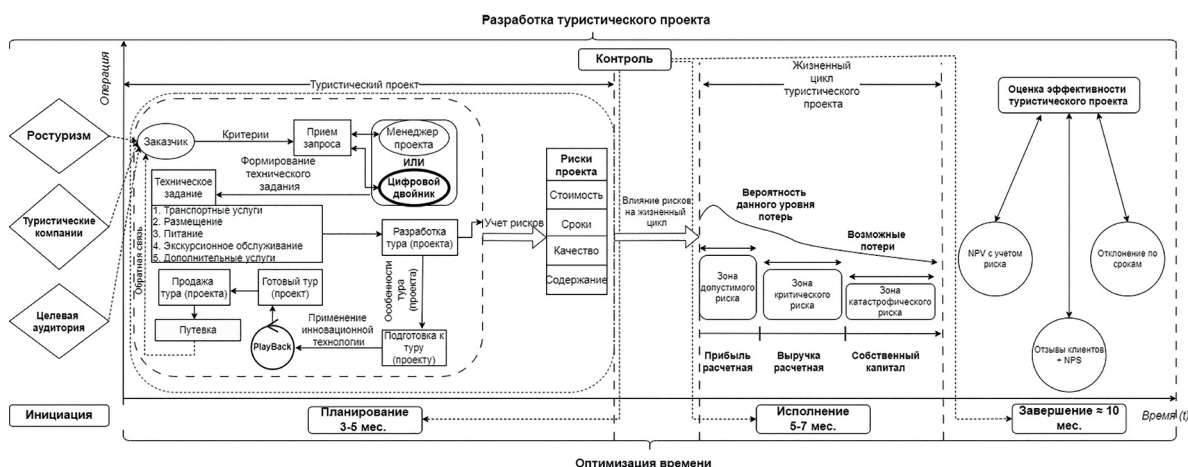 Разработка туристического проекта
Операция
Контроль
Туристический проект
Жизненный
цикл
туристического
проекта
Оценка эффективности
туристического проекта
Ростуризм
Заказчик
Критерии
Прием
запроса
Менеджер
проекта
ИЛИ
Цифровой
двойник
Формирование
технического
задания
Техническое
задание
1. Транспортные услуги
2. Размещение
3. Питание
4. Экскурсионное обслуживание
5. Дополнительные услуги
Туристические
компании
Обратная связь
Разработка
тура (проекта)
Учет рисков
Риски
проекта
Стоимость
Сроки
Качество
Содержание
Влияние рисков
на жизненный
цикл
Вероятность
данного уровня
потерь
Возможные
потери
Зона
допустимого
риска
Зона
критического
риска
Зона
катастрофического
риска
Прибыль
расчетная
Выручка
расчетная
Собственный
капитал
NPV с учетом
риска
Отклонение по
срокам
Отзывы клиентов
+ NPS
Целевая
аудитория
Продажа
тура (проекта)
Готовый тур
(проект)
Особенности
тура
(проекта)
Путевка
PlayBack
Применение
инновационной
технологии
Подготовка к
туру (проекту)
Инициация
Планирование
3-5 мес.
Исполнение
5-7 мес.
Завершение ≈ 10
мес.
Время (t)
Оптимизация времени